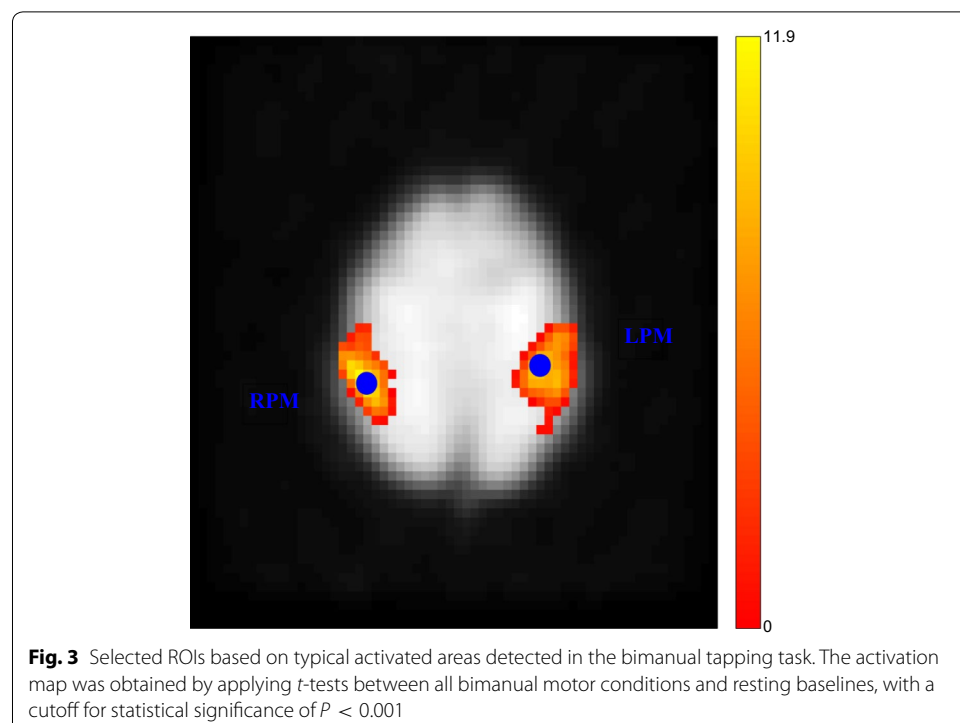 11.9
LPM
RPM
0
Fig. 3 Selected ROIs based on typical activated areas detected in the bimanual tapping task. The activation
map was obtained by applying t-tests between all bimanual motor conditions and resting baselines, with a
cutoff for statistical significance of P < 0.001